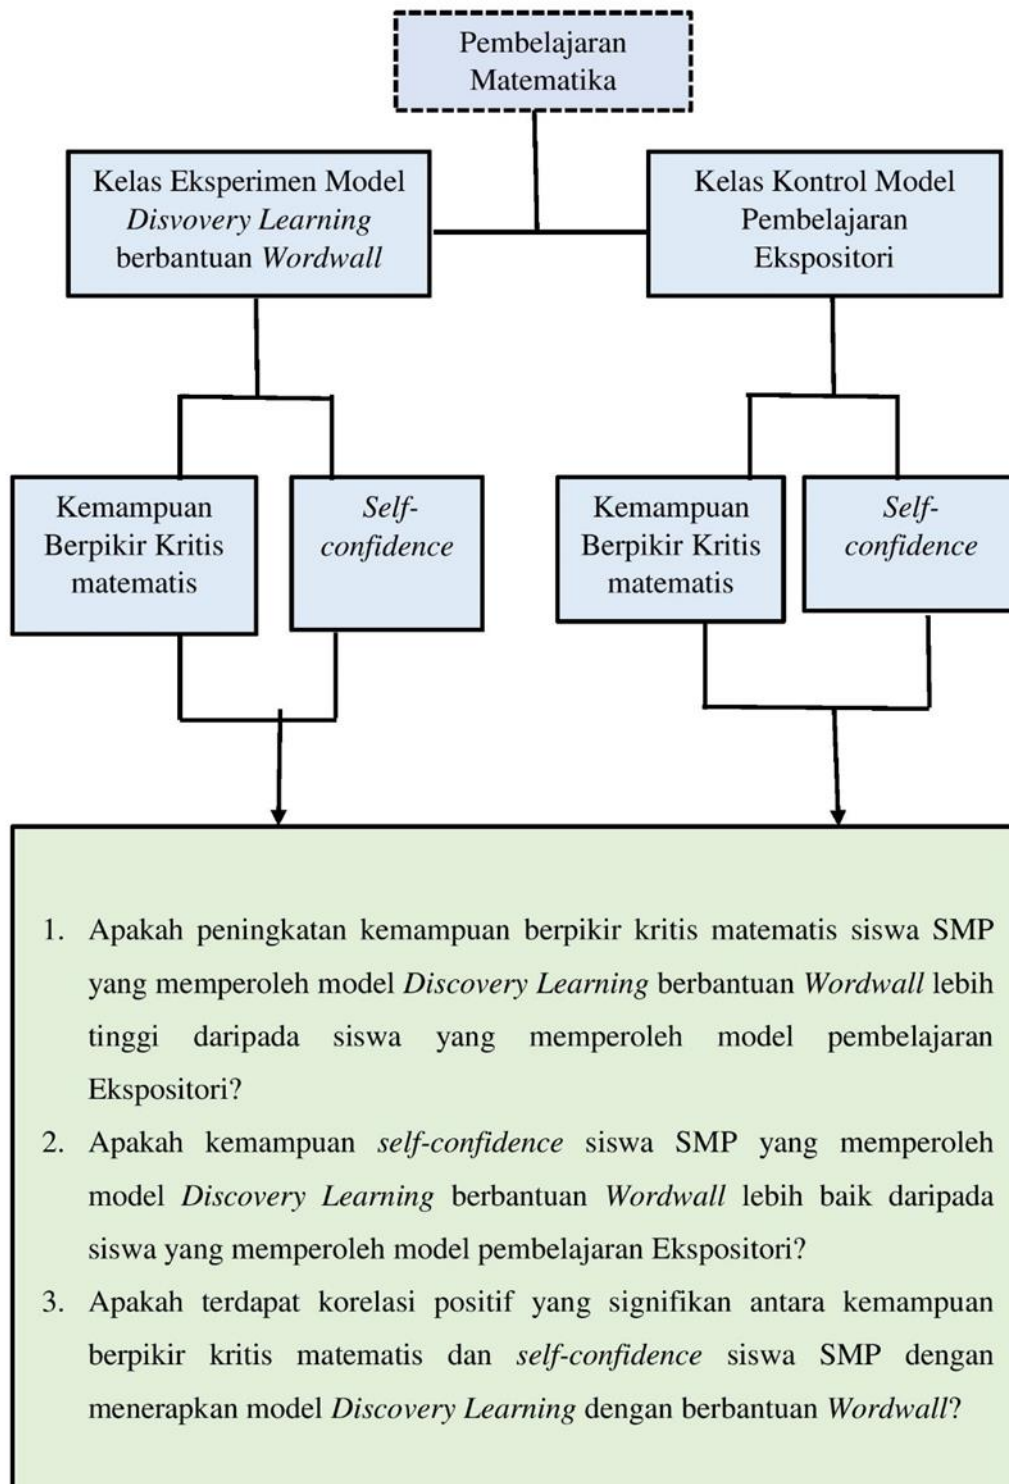 Pembelajaran
Matematika
Kelas Eksperimen Model
Disvovery Learning
berbantuan Wordwall
Kelas Kontrol Model
Pembelajaran
Ekspositori
Kemampuan
Berpikir Kritis
matematis
Self-
confidence
Kemampuan
Berpikir Kritis
matematis
Self-
confidence
1. Apakah peningkatan kemampuan berpikir kritis matematis siswa SMP
yang memperoleh model Discovery Learning berbantuan Wordwall lebih
tinggi daripada siswa yang memperoleh model pembelajaran
Ekspositori?
2. Apakah kemampuan self-confidence siswa SMP yang memperoleh
model Discovery Learning berbantuan Wordwall lebih baik daripada
siswa yang memperoleh model pembelajaran Ekspositori?
3. Apakah terdapat korelasi positif yang signifikan antara kemampuan
berpikir kritis matematis dan self-confidence siswa SMP dengan
menerapkan model Discovery Learning dengan berbantuan Wordwall?